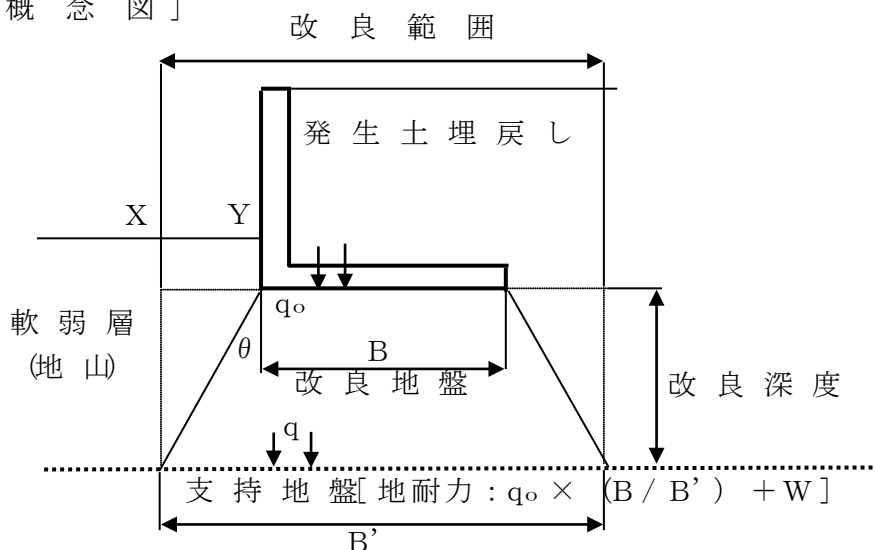 概 念 図 ]
改 良 範 囲
発 生 土 埋 戻 し
X
Y
qo
軟 弱 層
(地 山)
θ
B
改 良 地 盤
改 良 深 度
q
支 持 地 盤[ 地耐力 : qo × (B / B') +W ]
B'